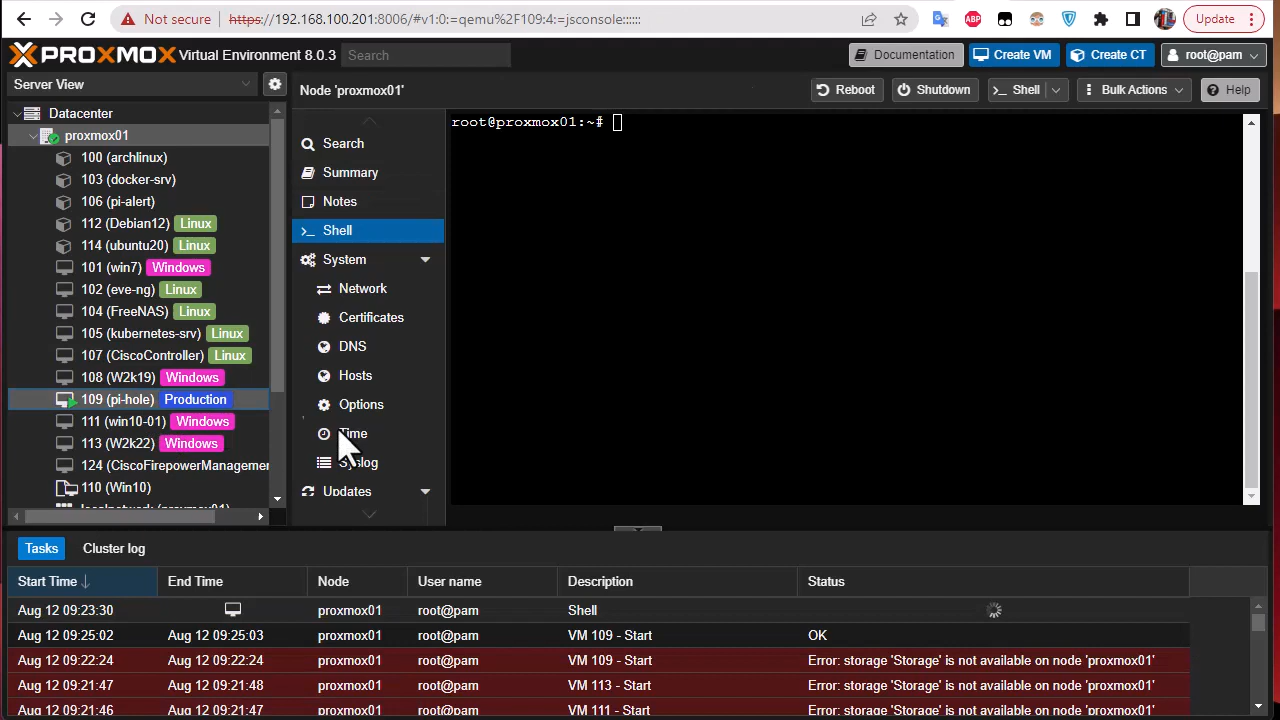 Not secure https://192.168.100.201:8006/#v1:0:=qemu%2F109:4:=jsconsole::::::
ABP
Update
PROXMOX Virtual Environment 8.0.3 Search Documentation Create VM Create CT root@pam
Server View
Node 'proxmox01' Reboot Shutdown Shell Bulk Actions Help
Datacenter
proxmox01
100 (archlinux)
103 (docker-srv)
106 (pi-alert)
112 (Debian12) Linux
114 (ubuntu20) Linux
101 (win7) Windows
102 (eve-ng) Linux
104 (FreeNAS) Linux
105 (kubernetes-srv) Linux
107 (CiscoController) Linux
108 (W2k19) Windows
109 (pi-hole) Production
111 (win10-01) Windows
113 (W2k22) Windows
124 (CiscoFirepowerManagemen
110 (Win10)
localnetwork (proxmox01)
Search
Summary
Notes
Shell
System
Network
Certificates
DNS
Hosts
Options
Time
Syslog
Updates
root@proxmox01:~#
Tasks Cluster log
Start Time End Time Node User name Description Status
Aug 12 09:23:30 proxmox01 root@pam Shell
Aug 12 09:25:02 Aug 12 09:25:03 proxmox01 root@pam VM 109 - Start OK
Aug 12 09:22:24 Aug 12 09:22:24 proxmox01 root@pam VM 109 - Start Error: storage 'Storage' is not available on node 'proxmox01'
Aug 12 09:21:47 Aug 12 09:21:48 proxmox01 root@pam VM 113 - Start Error: storage 'Storage' is not available on node 'proxmox01'
Aug 12 09:21:46 Aug 12 09:21:47 proxmox01 root@pam VM 111 - Start Error: storage 'Storage' is not available on node 'proxmox01'